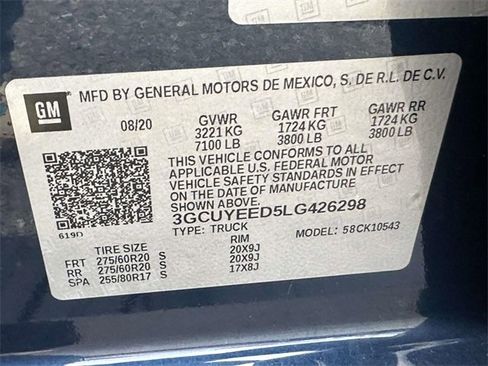 GM
MFD BY GENERAL MOTORS DE MEXICO, S. DE R.L. DE C.V.
08/20 GVWR GAWR FRT GAWR RR
3221 KG 1724 KG 1724 KG
7100 LB 3800 LB 3800 LB
THIS VEHICLE CONFORMS TO ALL
APPLICABLE U.S. FEDERAL MOTOR
VEHICLE SAFETY STANDARDS IN EFFECT
ON THE DATE OF MANUFACTURE SHOWN ABOVE.
3GCUYEED5LG426298
619D TYPE: TRUCK MODEL: 58CK10543
RIM
FRT 275/60R20 S 20X9J
RR 275/60R20 S 20X9J
SPA 255/80R17 S 17X8J